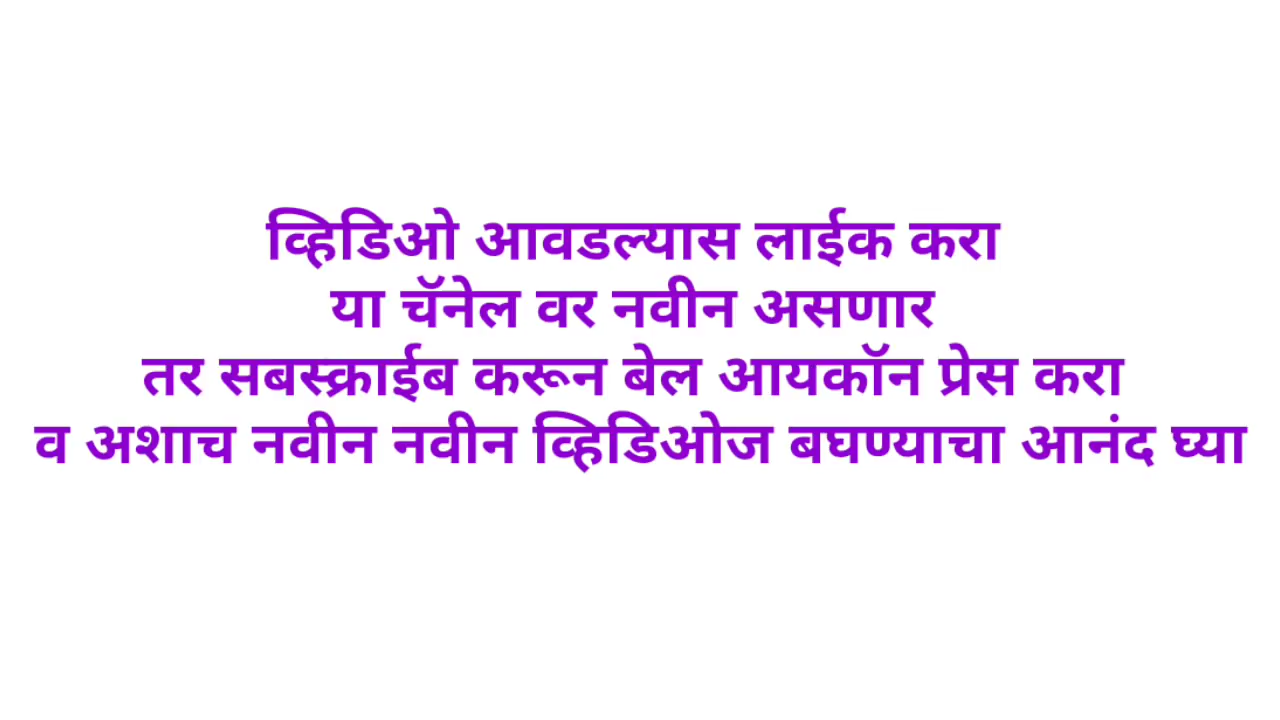 व्हिडिओ आवडल्यास लाईक करा
या चॅनेल वर नवीन असणार
तर सबस्क्राईब करून बेल आयकॉन प्रेस करा
व अशाच नवीन नवीन व्हिडिओज बघण्याचा आनंद घ्या